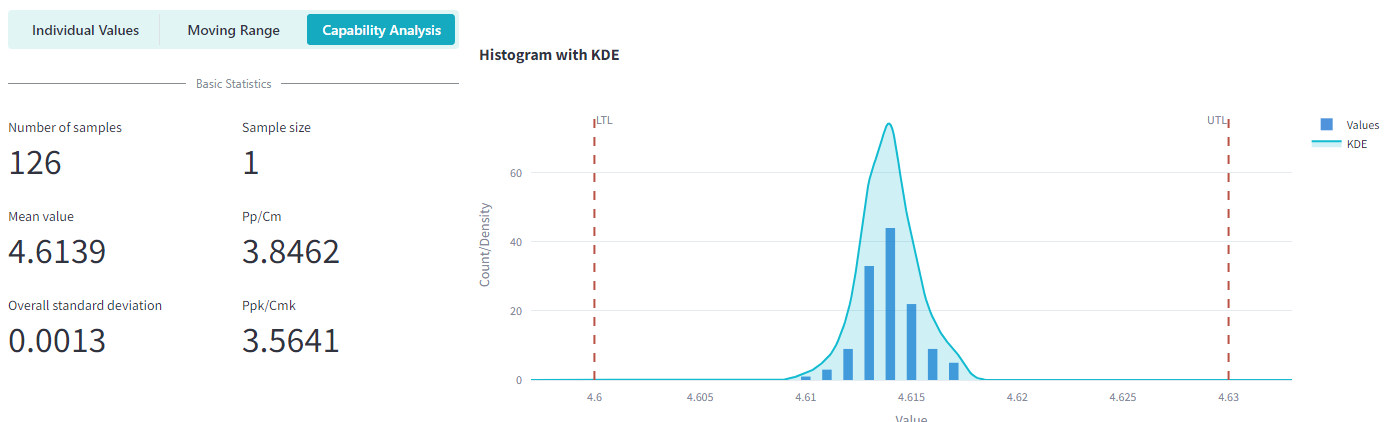 Individual Values
Moving Range
Capability Analysis
Basic Statistics
Number of samples
Sample size
126
1
Mean value
Pp/Cm
4.6139
3.8462
Overall standard deviation
Ppk/Cmk
0.0013
3.5641
Histogram with KDE
LTL
UTL
Values
KDE
Count/Density
60
40
20
0
4.6
4.605
4.61
4.615
4.62
4.625
4.63
Value